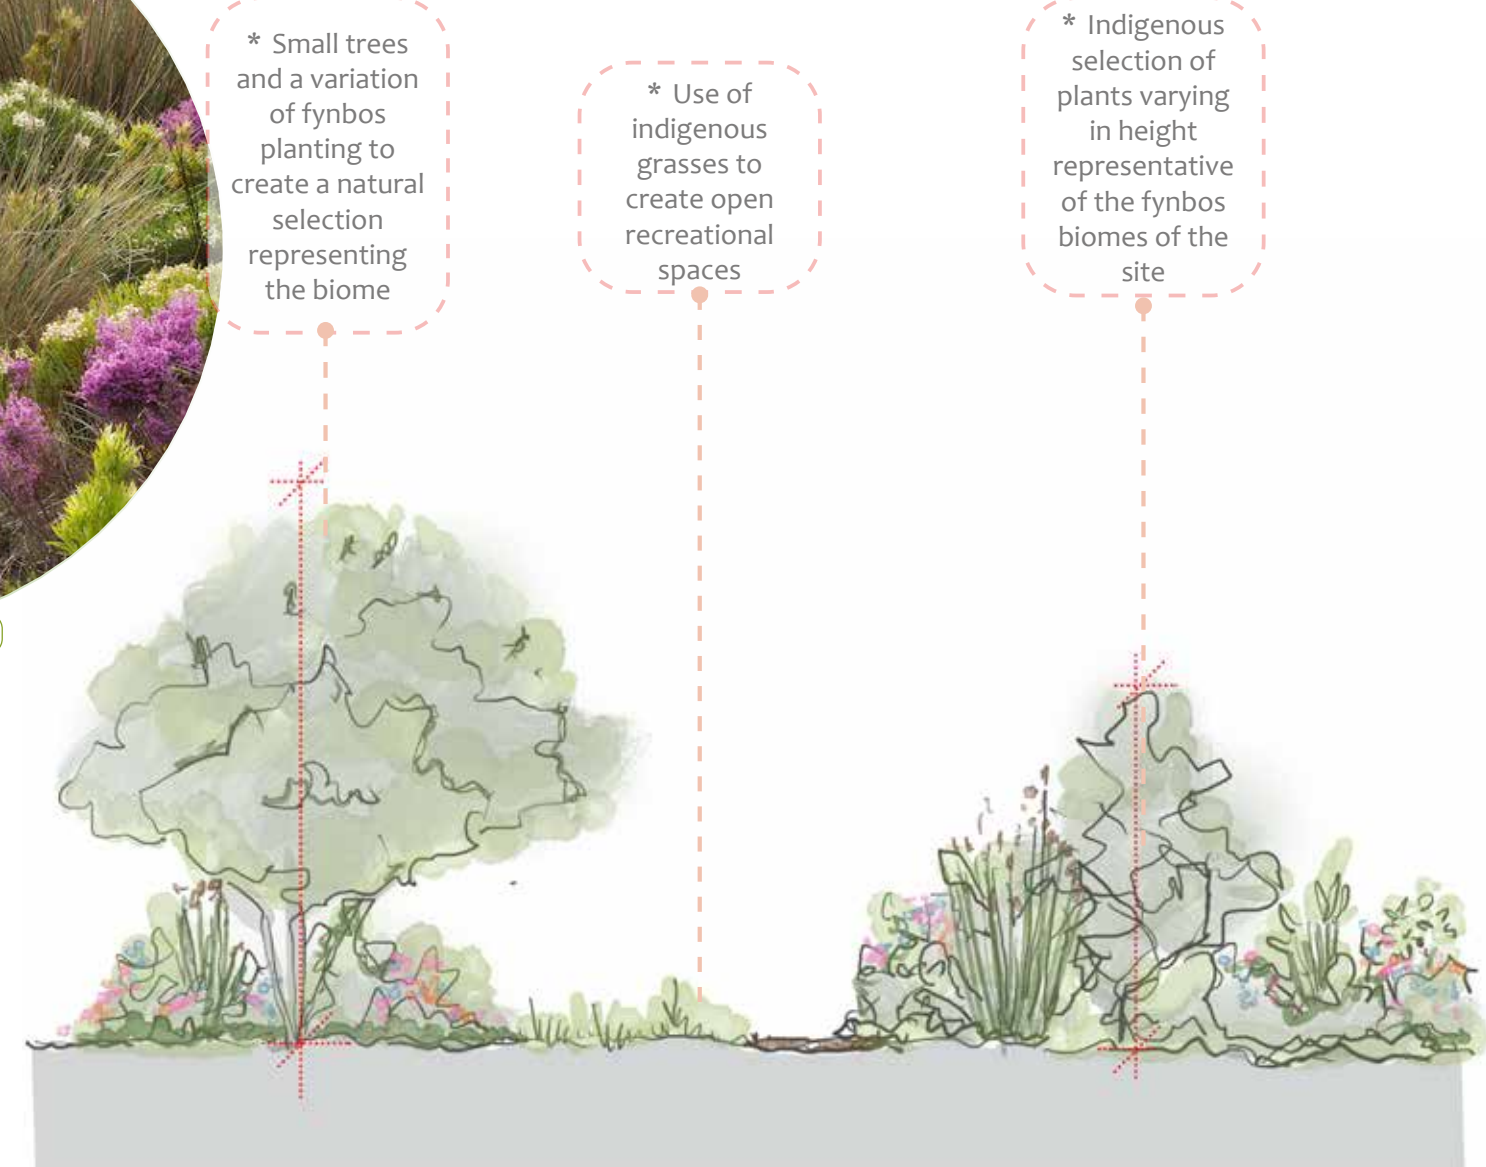 * Small trees
and a variation
of fynbos
planting to
create a natural
selection
representing
the biome
* Use of
indigenous
grasses to
create open
recreational
spaces
* Indigenous
selection of
plants varying
in height
representative
of the fynbos
biomes of the
site